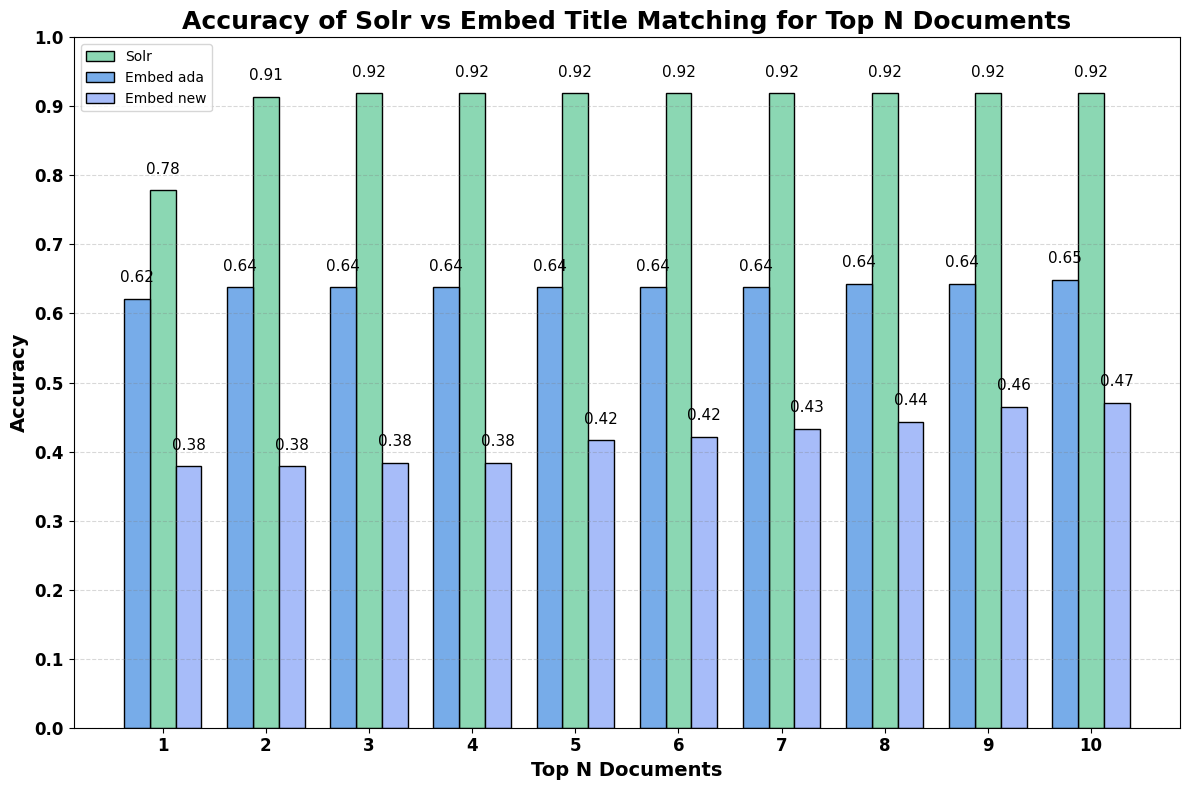 Accuracy of Solr vs Embed Title Matching for Top N Documents
Solr
Embed ada
Embed new
Accuracy
1.0
0.9
0.8
0.7
0.6
0.5
0.4
0.3
0.2
0.1
0.0
0.62 0.78 0.38
0.64 0.91 0.38
0.64 0.92 0.38
0.64 0.92 0.38
0.64 0.92 0.42
0.64 0.92 0.42
0.64 0.92 0.43
0.64 0.92 0.44
0.64 0.92 0.46
0.65 0.92 0.47
1 2 3 4 5 6 7 8 9 10
Top N Documents